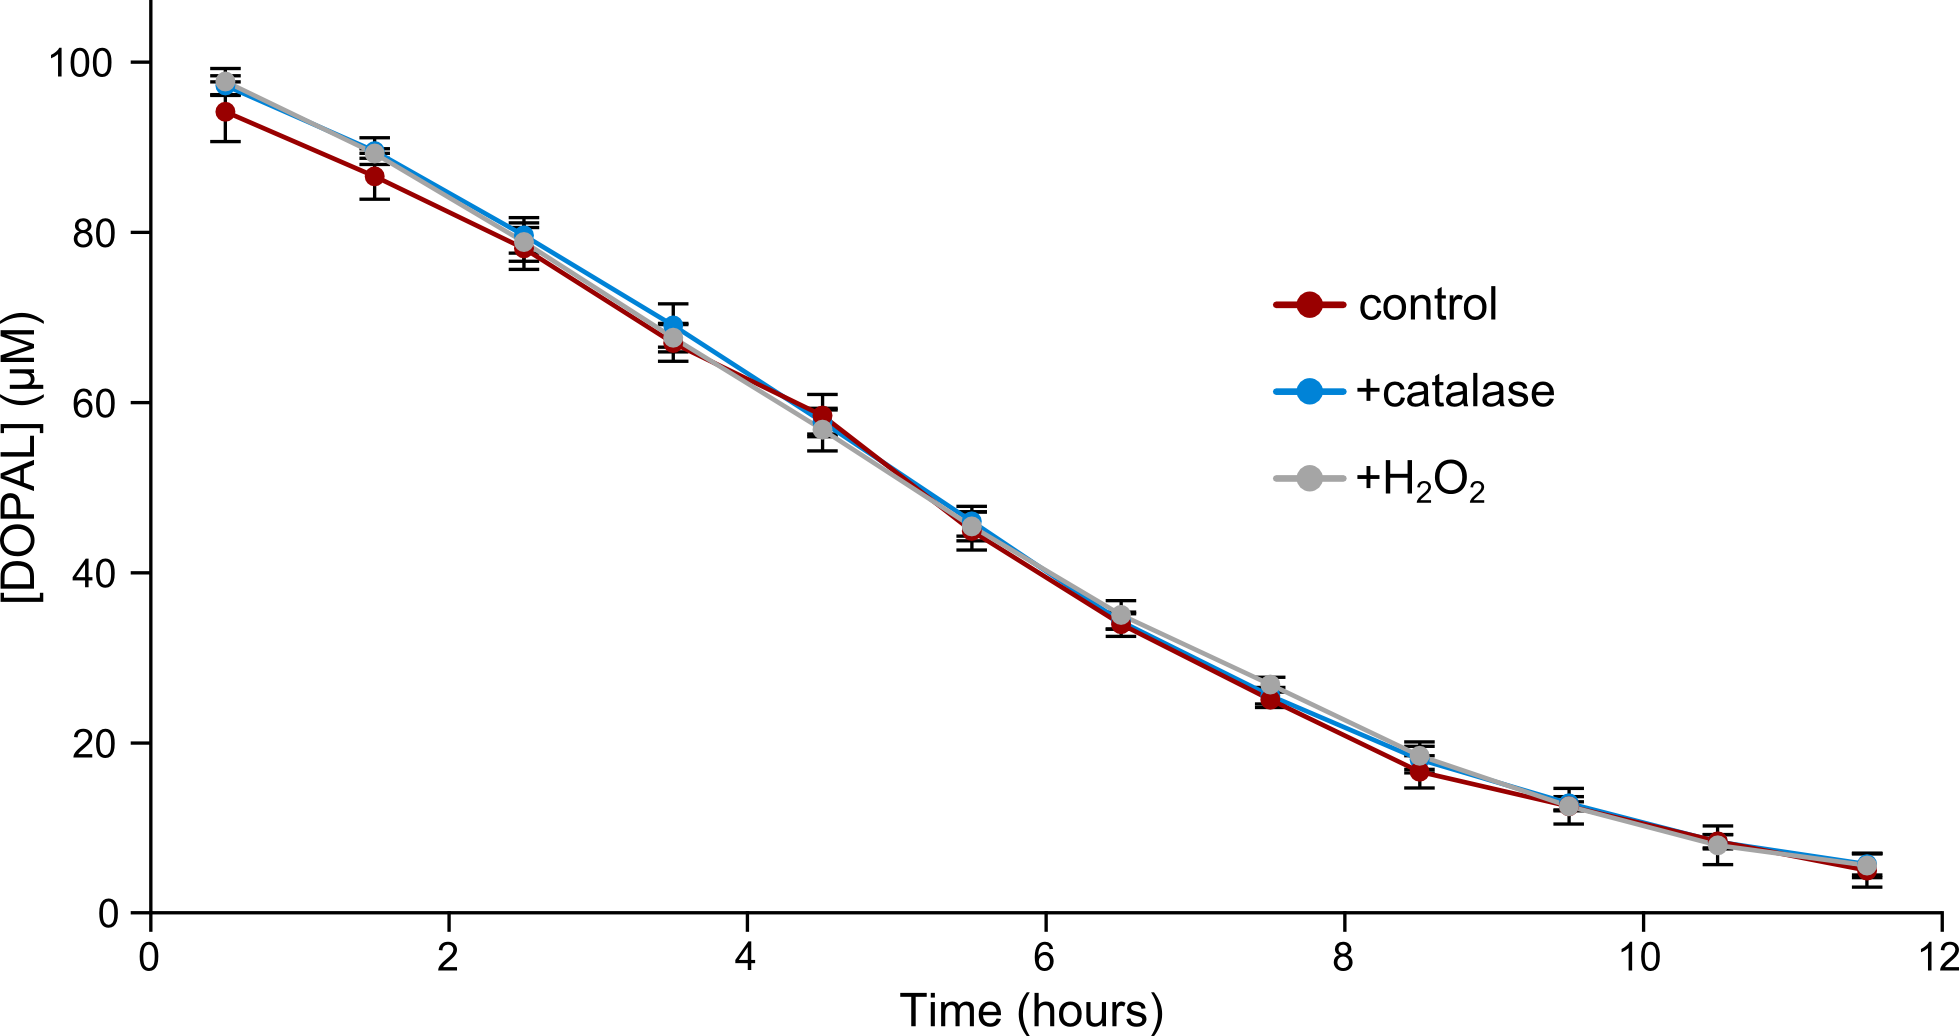 100
80
60
40
20
0
[DOPAL] (µM)
control
+catalase
+H₂O₂
0 2 4 6 8 10 12
Time (hours)